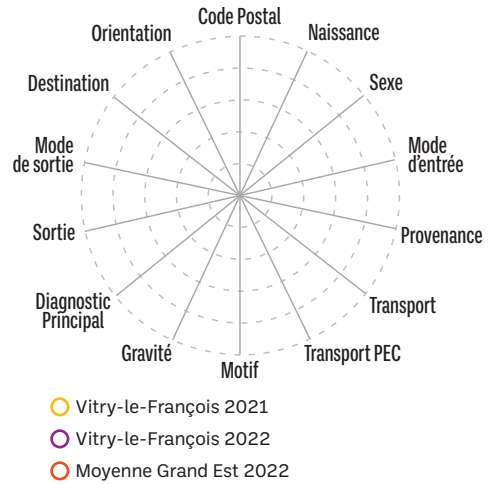 Code Postal
Naissance
Sexe
Mode
d'entrée
Provenance
Transport
Transport PEC
Motif
Gravité
Diagnostic
Principal
Sortie
Mode
de sortie
Destination
Orientation
Vitry-le-François 2021
Vitry-le-François 2022
Moyenne Grand Est 2022